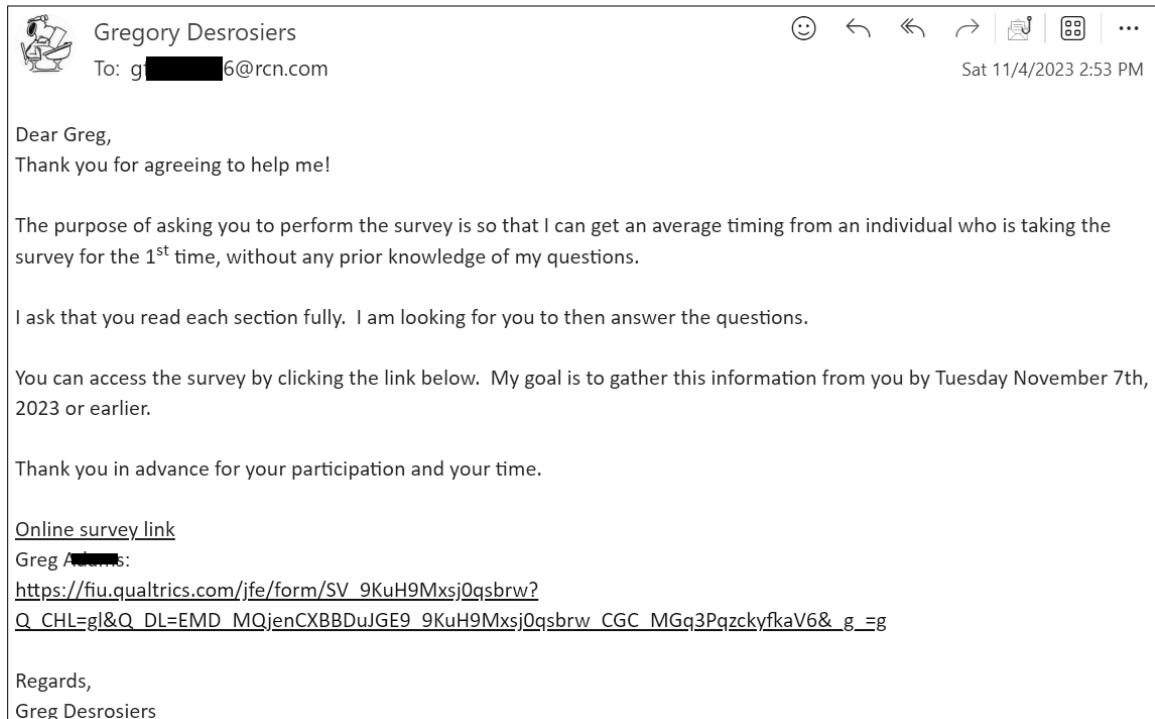 Gregory Desrosiers
To: g 6@rcn.com
Sat 11/4/2023 2:53 PM
Dear Greg,
Thank you for agreeing to help me!
The purpose of asking you to perform the survey is so that I can get an average timing from an individual who is taking the
survey for the 1st time, without any prior knowledge of my questions.
I ask that you read each section fully. I am looking for you to then answer the questions.
You can access the survey by clicking the link below. My goal is to gather this information from you by Tuesday November 7th,
2023 or earlier.
Thank you in advance for your participation and your time.
Online survey link
Greg
https://fiu.qualtrics.com/jfe/form/SV_9KuH9Mxsj0qsbrw?
Q_CHL=gl&Q_DL=EMD_MQjenCXBBDuJGE9_9KuH9Mxsj0qsbrw_CGC_MGq3PqzckyfkaV6&_g_=g
Regards,
Greg Desrosiers